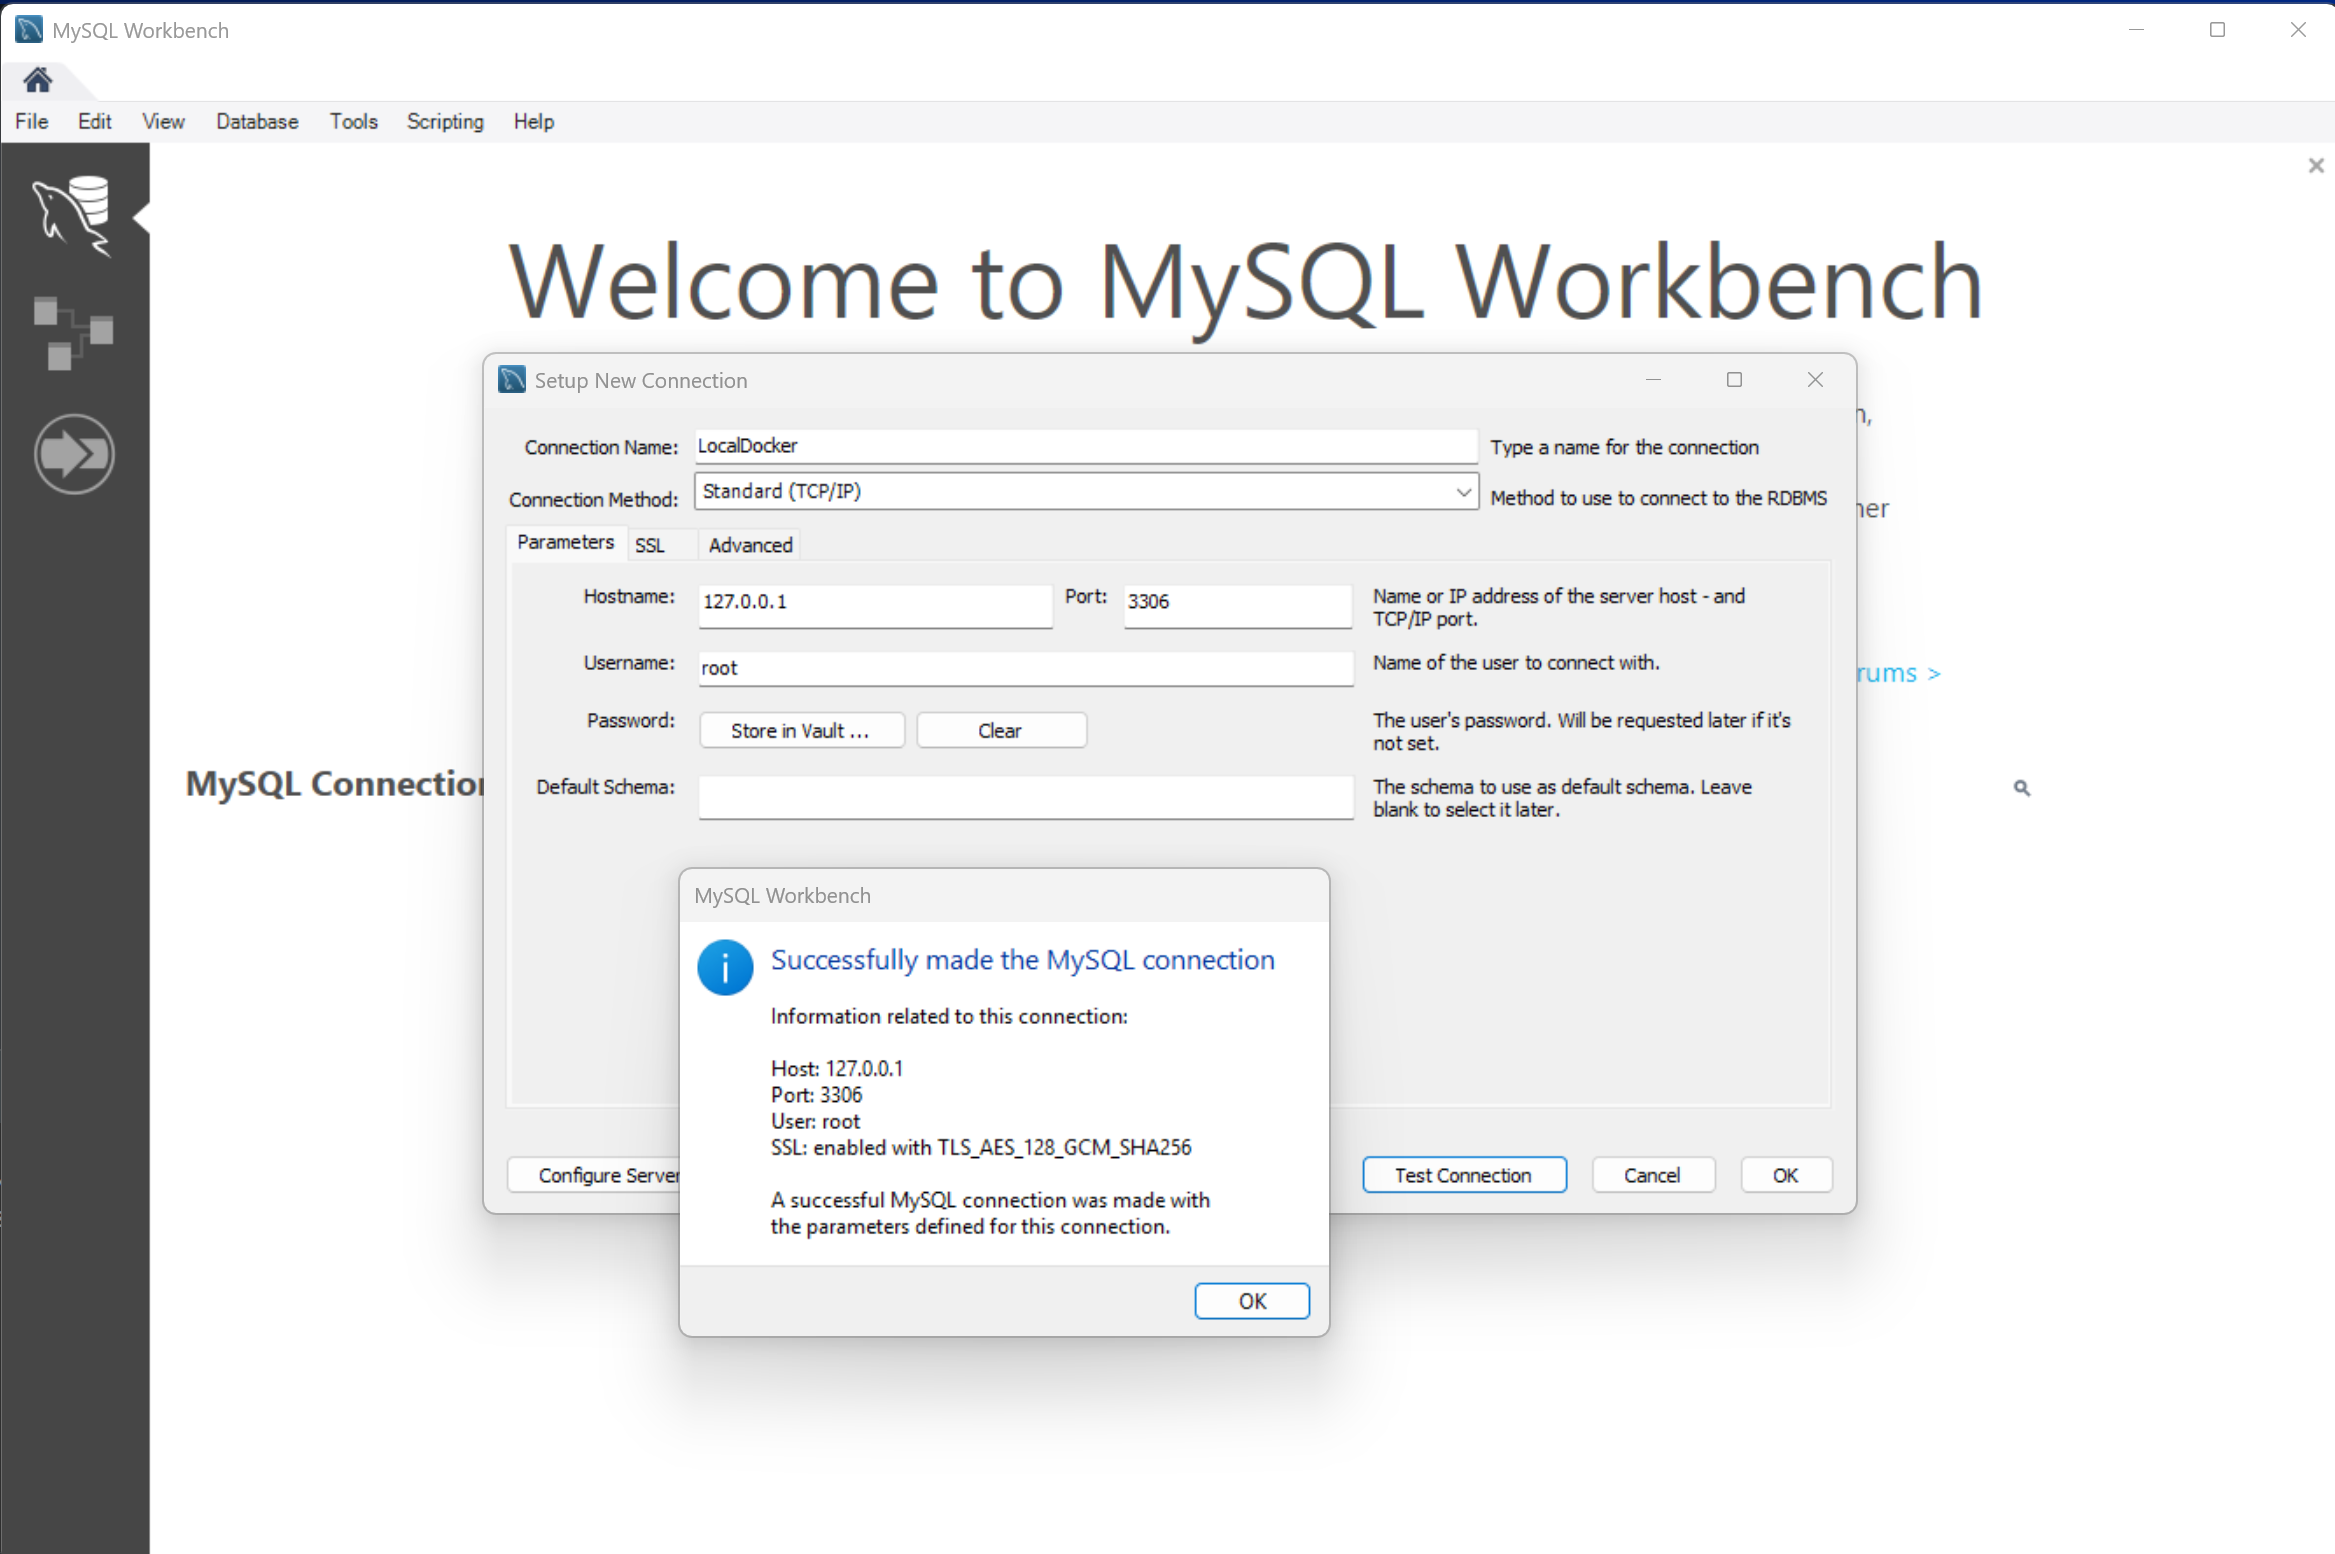 MySQL Workbench
File Edit View Database Tools Scripting Help
Welcome to MySQL Workbench
Setup New Connection
Connection Name: LocalDocker Type a name for the connection
Connection Method: Standard (TCP/IP) Method to use to connect to the RDBMS
Parameters SSL Advanced
Hostname: 127.0.0.1 Port: 3306 Name or IP address of the server host - and
TCP/IP port.
Username: root Name of the user to connect with.
rums >
Password: Store in Vault ... Clear The user's password. Will be requested later if it's
not set.
MySQL Connection
Default Schema: The schema to use as default schema. Leave
blank to select it later.
MySQL Workbench
Successfully made the MySQL connection
Information related to this connection:
Host: 127.0.0.1
Port: 3306
User: root
SSL: enabled with TLS_AES_128_GCM_SHA256
A successful MySQL connection was made with
the parameters defined for this connection.
OK
Configure Server Test Connection Cancel OK